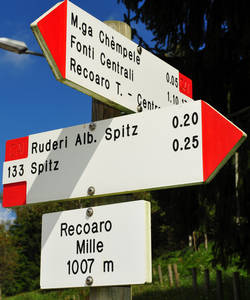 M.ga Chèmpele
Fonti Centrali 0.05
Recoaro T. - Centro 1.10
Ruderi Alb. Spitz 0.20
133 Spitz 0.25
Recoaro
Mille
1007 m